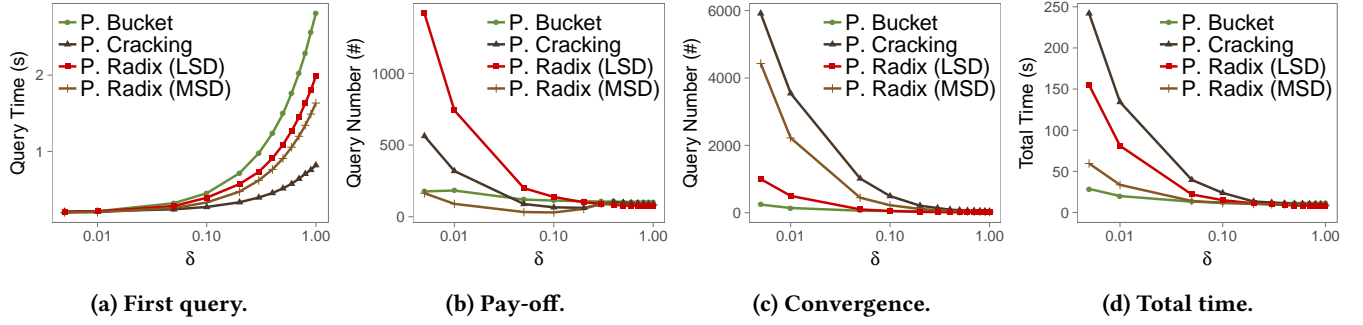 Query Time (s)
2
1
P. Bucket
P. Cracking
P. Radix (LSD)
P. Radix (MSD)
0.01
0.10
1.00
δ
(a) First query.
Query Number (#)
1000
500
0
P. Bucket
P. Cracking
P. Radix (LSD)
P. Radix (MSD)
0.01
0.10
1.00
δ
(b) Pay-off.
Query Number (#)
6000
4000
2000
0
P. Bucket
P. Cracking
P. Radix (LSD)
P. Radix (MSD)
0.01
0.10
1.00
δ
(c) Convergence.
Total Time (s)
250
200
150
100
50
0
P. Bucket
P. Cracking
P. Radix (LSD)
P. Radix (MSD)
0.01
0.10
1.00
δ
(d) Total time.